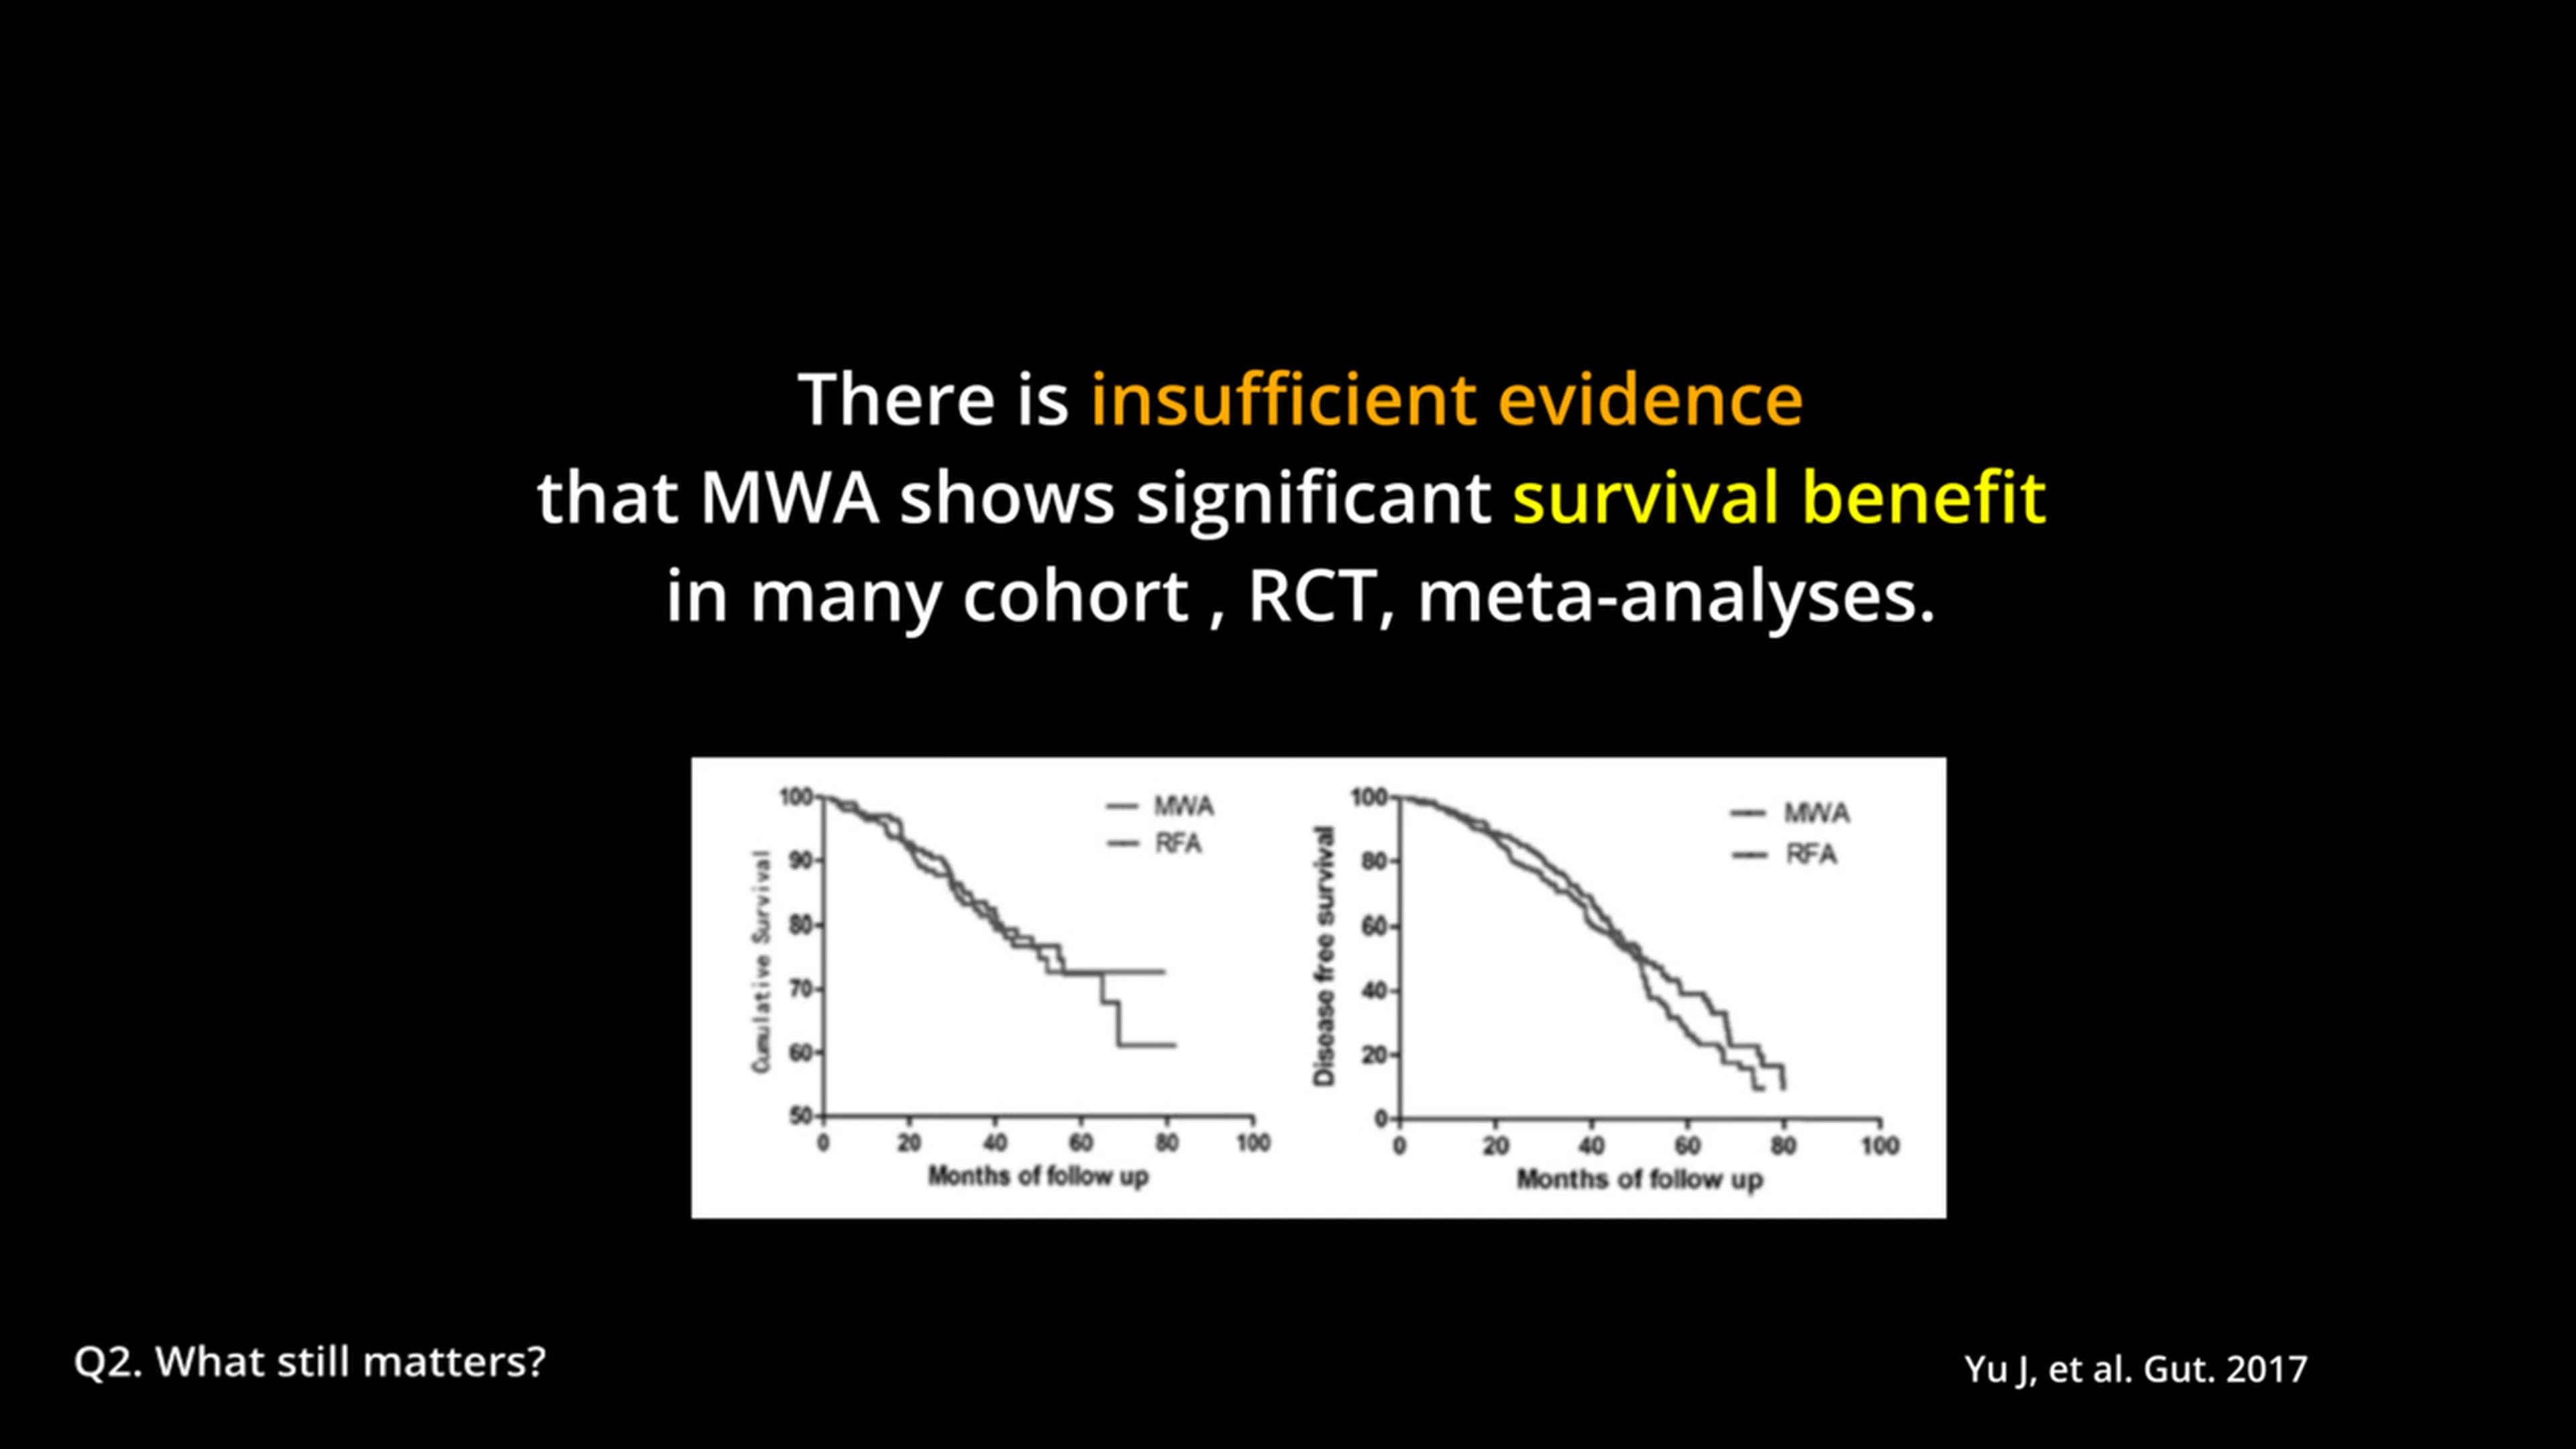 There is insufficient evidence
that MWA shows significant survival benefit
in many cohort , RCT, meta-analyses.
Cumulative Survival
100
90
80
70
60
50
0 20 40 60 80 100
Months of follow up
MWA
RFA
Disease free survival
100
80
60
40
20
0
0 20 40 60 80 100
Months of follow up
MWA
RFA
Q2. What still matters?
Yu J, et al. Gut. 2017